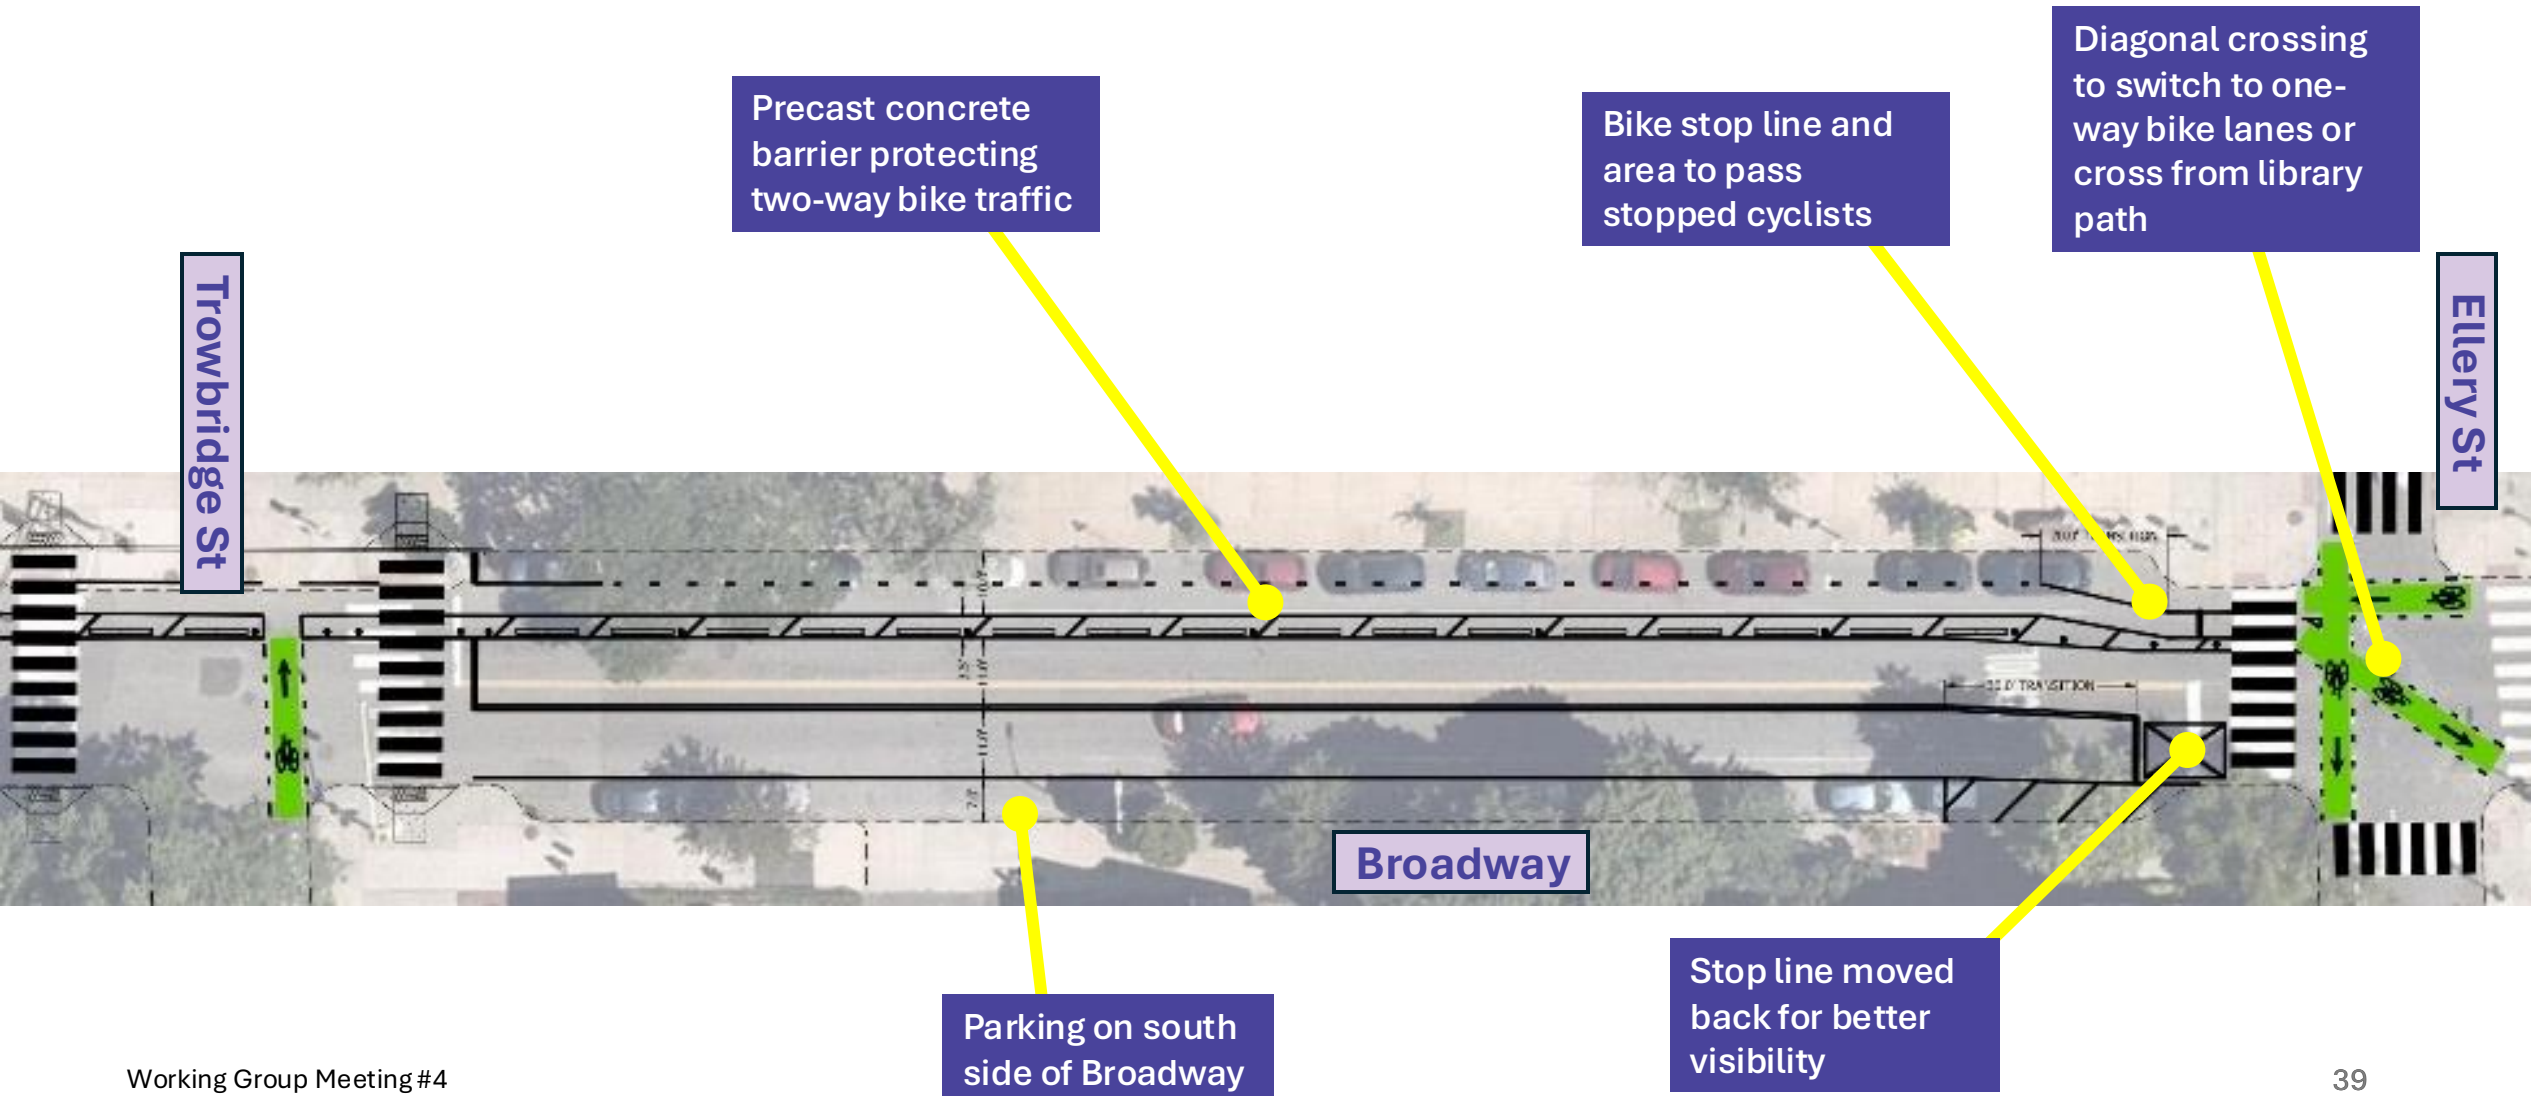 Diagonal crossing
to switch to one-
way bike lanes or
cross from library
path
Precast concrete
barrier protecting
two-way bike traffic
Bike stop line and
area to pass
stopped cyclists
Trowbridge St
Ellery St
TRANSITION
Broadway
Stop line moved
back for better
visibility
Parking on south
side of Broadway
Working Group Meeting #4
39